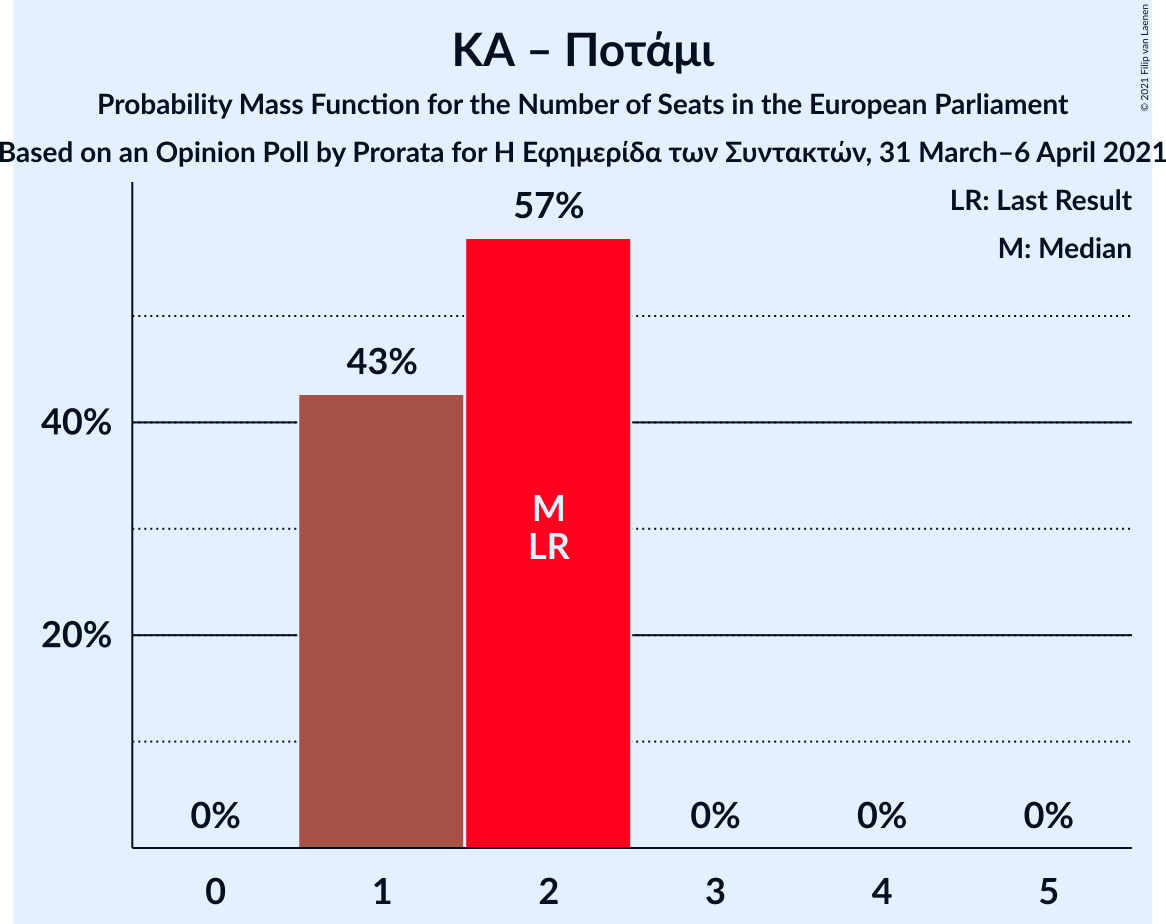 ΚΑ – Ποτάμι
Probability Mass Function for the Number of Seats in the European Parliament
Based on an Opinion Poll by Prorata for Η Εφημερίδα των Συντακτών, 31 March–6 April 2021
© 2021 Filip van Laenen
LR: Last Result
M: Median
57%
43%
40%
20%
M
LR
0%
0%
0%
0%
0
1
2
3
4
5